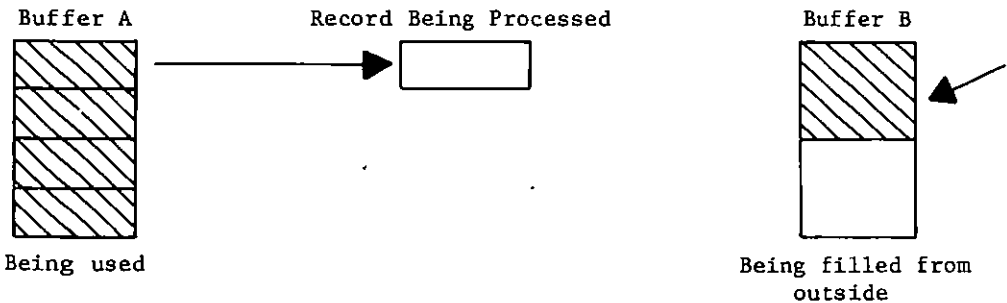 Buffer A
Record Being Processed
Buffer B
Being used
Being filled from
outside